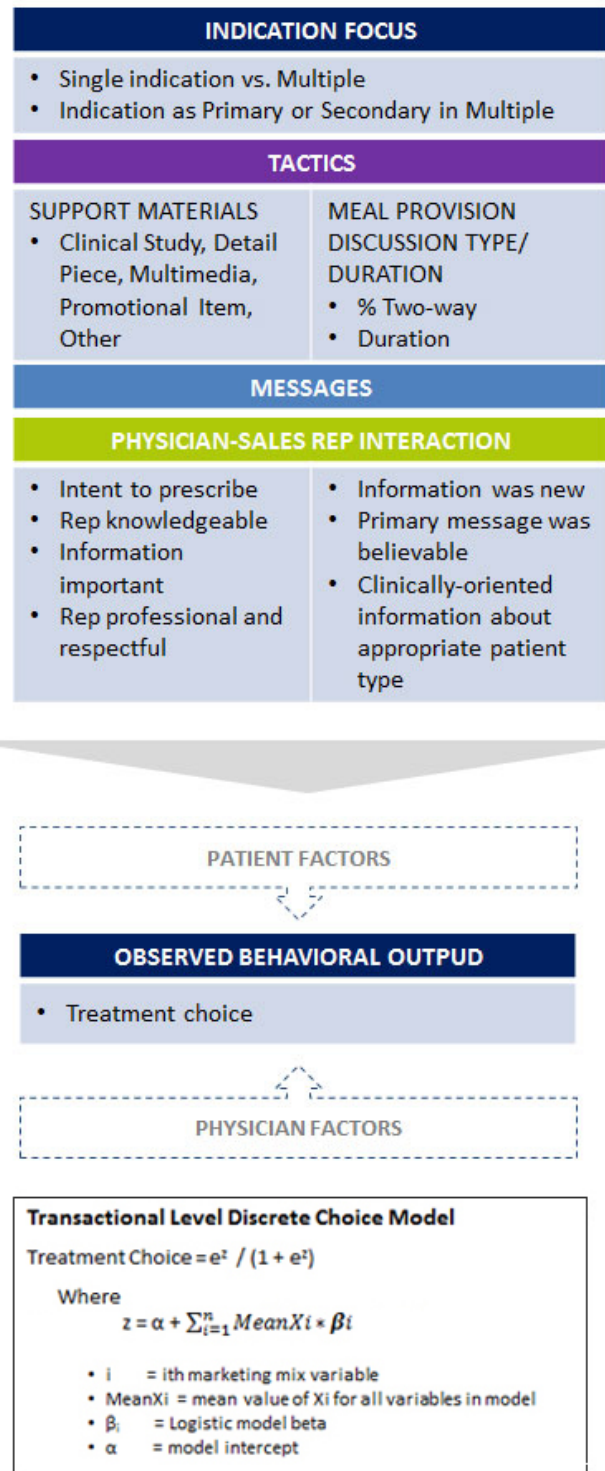 INDICATION FOCUS
• Single indication vs. Multiple
• Indication as Primary or Secondary in Multiple
TACTICS
SUPPORT MATERIALS
• Clinical Study, Detail
Piece, Multimedia,
Promotional Item,
Other
MEAL PROVISION
DISCUSSION TYPE/
DURATION
• % Two-way
• Duration
MESSAGES
PHYSICIAN-SALES REP INTERACTION
• Intent to prescribe
• Rep knowledgeable
• Information
important
• Rep professional and
respectful
• Information was new
• Primary message was
believable
• Clinically-oriented
information about
appropriate patient
type
PATIENT FACTORS
OBSERVED BEHAVIORAL OUTPUD
• Treatment choice
PHYSICIAN FACTORS
Transactional Level Discrete Choice Model
Treatment Choice = eᶻ / (1 + eᶻ)
Where
z = α + ∑ⁿᵢ₌₁ MeanXi * βi
• i = ith marketing mix variable
• MeanXi = mean value of Xi for all variables in model
• βᵢ = Logistic model beta
• α = model intercept